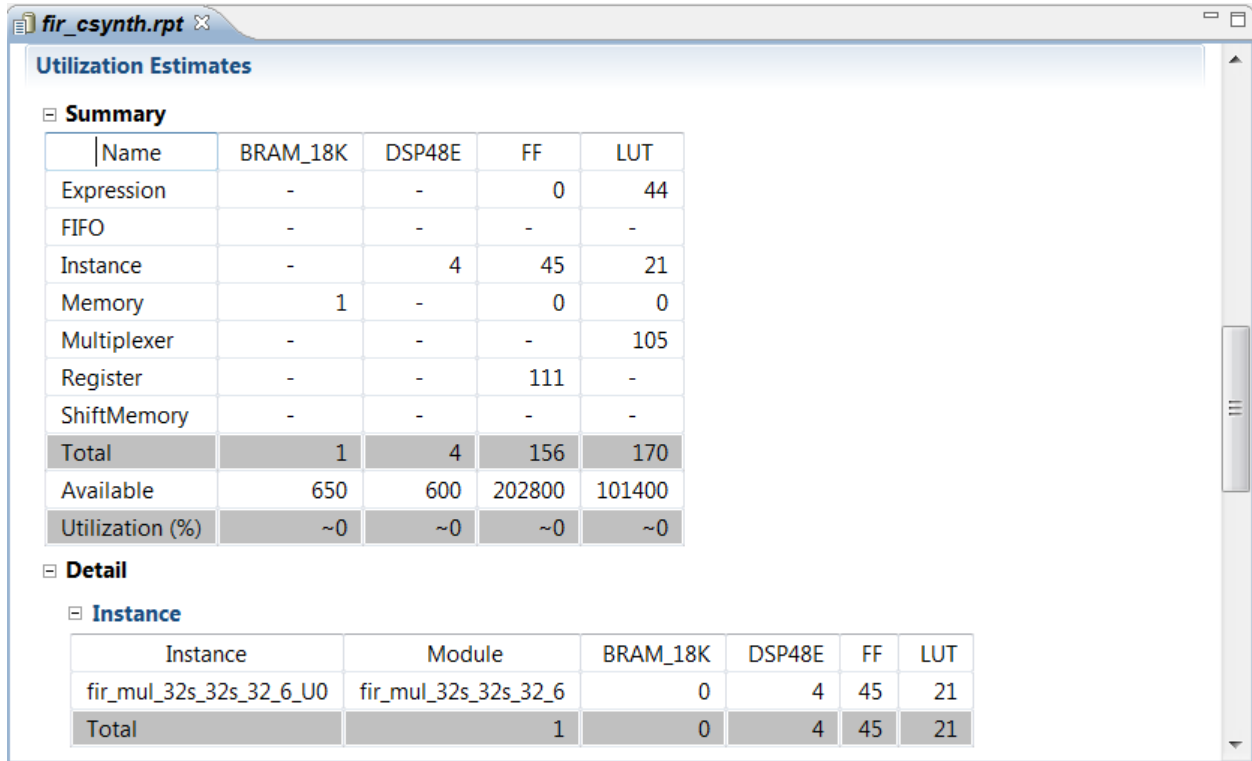 fir_csynth.rpt
Utilization Estimates
Summary
Name BRAM_18K DSP48E FF LUT
Expression - - 0 44
FIFO - - - -
Instance - 4 45 21
Memory 1 - 0 0
Multiplexer - - - 105
Register - - 111 -
ShiftMemory - - - -
Total 1 4 156 170
Available 650 600 202800 101400
Utilization (%) ~0 ~0 ~0 ~0
Detail
Instance
Instance Module BRAM_18K DSP48E FF LUT
fir_mul_32s_32s_32_6_U0 fir_mul_32s_32s_32_6 0 4 45 21
Total 1 0 4 45 21